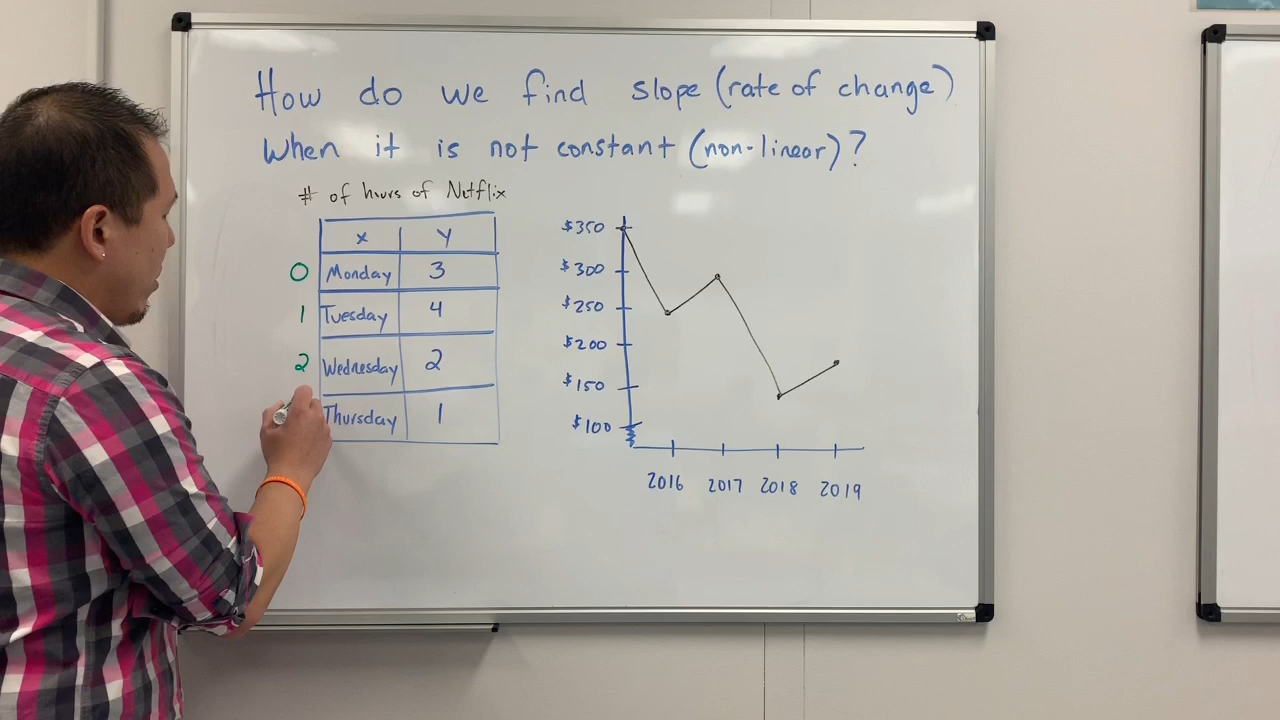 How do we find slope (rate of change)
when it is not constant (non-linear)?
# of hours of Netflix
x y
0 Monday 3
1 Tuesday 4
2 Wednesday 2
Thursday 1
$350
$300
$250
$200
$150
$100
2016 2017 2018 2019